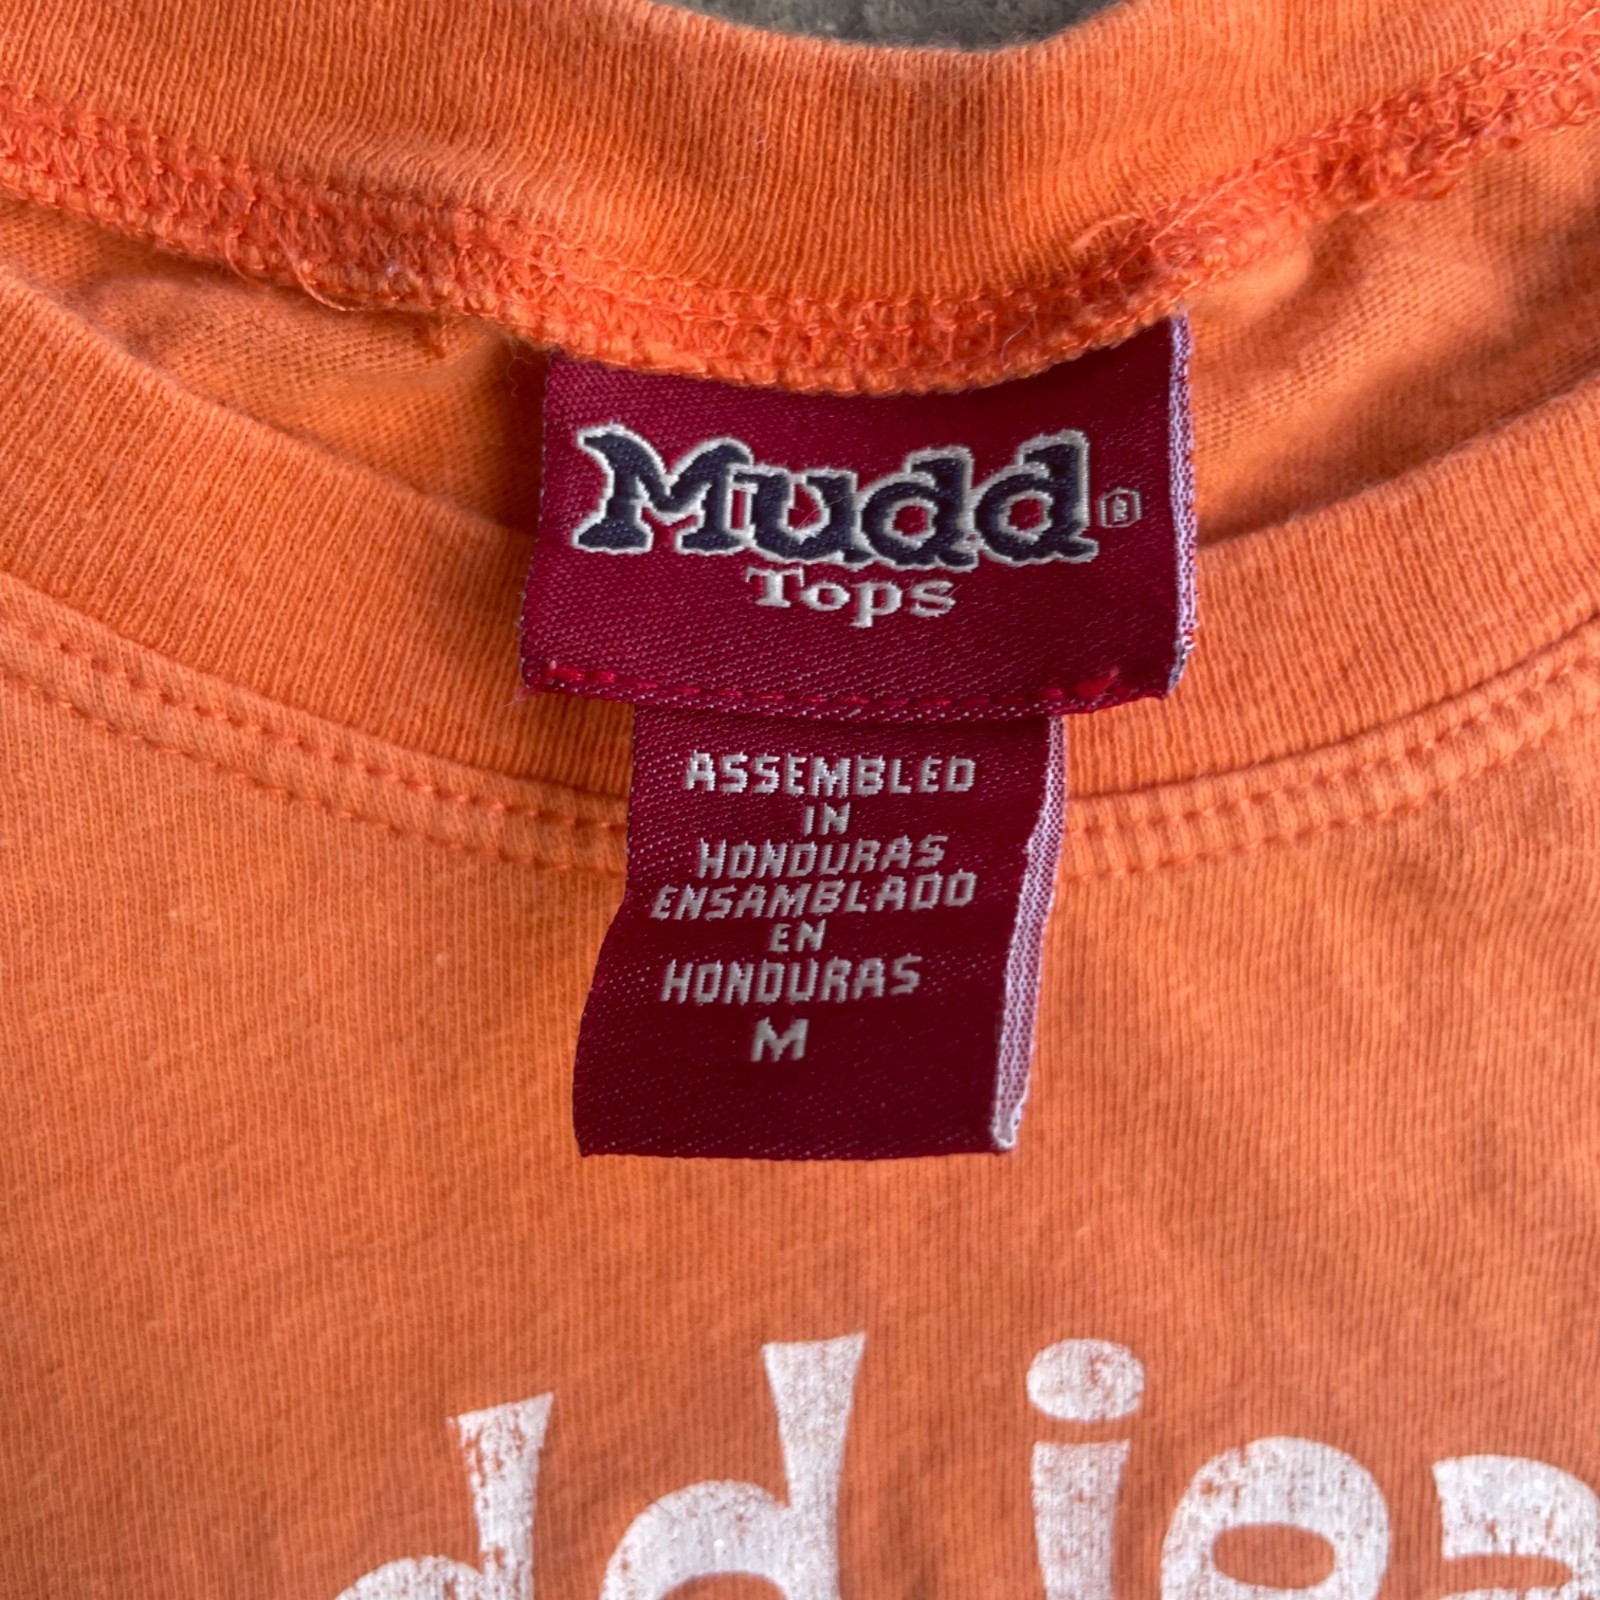 Mudd®
Tops
ASSEMBLED
IN
HONDURAS
ENSAMBLADO
EN
HONDURAS
M